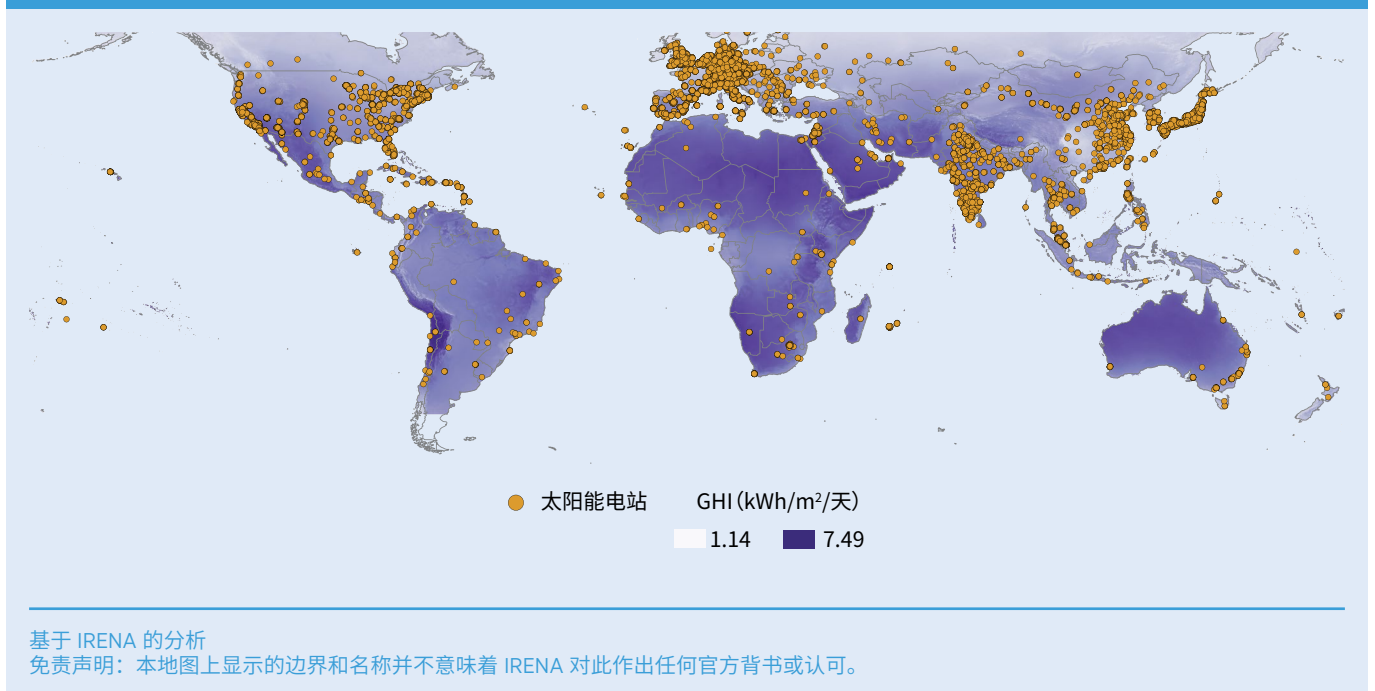 太阳能电站 GHI（kWh/m²/天）
1.14 7.49
基于 IRENA 的分析
免责声明：本地图上显示的边界和名称并不意味着 IRENA 对此作出任何官方背书或认可。